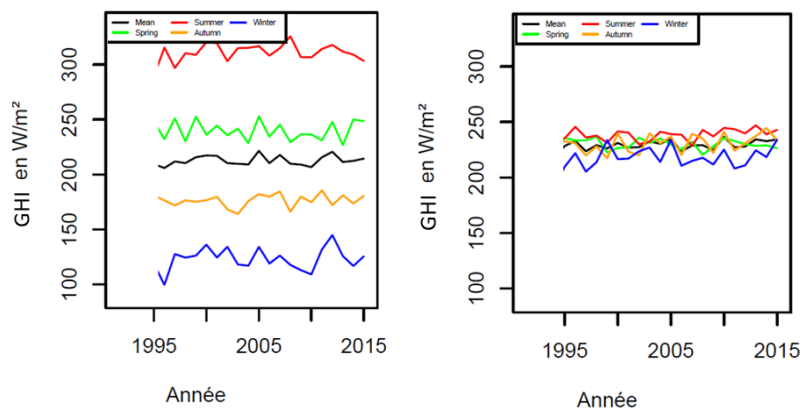 Mean Summer Winter
Spring Autumn
300
250
200
150
100
GHI en W/m²
1995 2005 2015
Année
Mean Summer Winter
Spring Autumn
300
250
200
150
100
GHI en W/m²
1995 2005 2015
Année